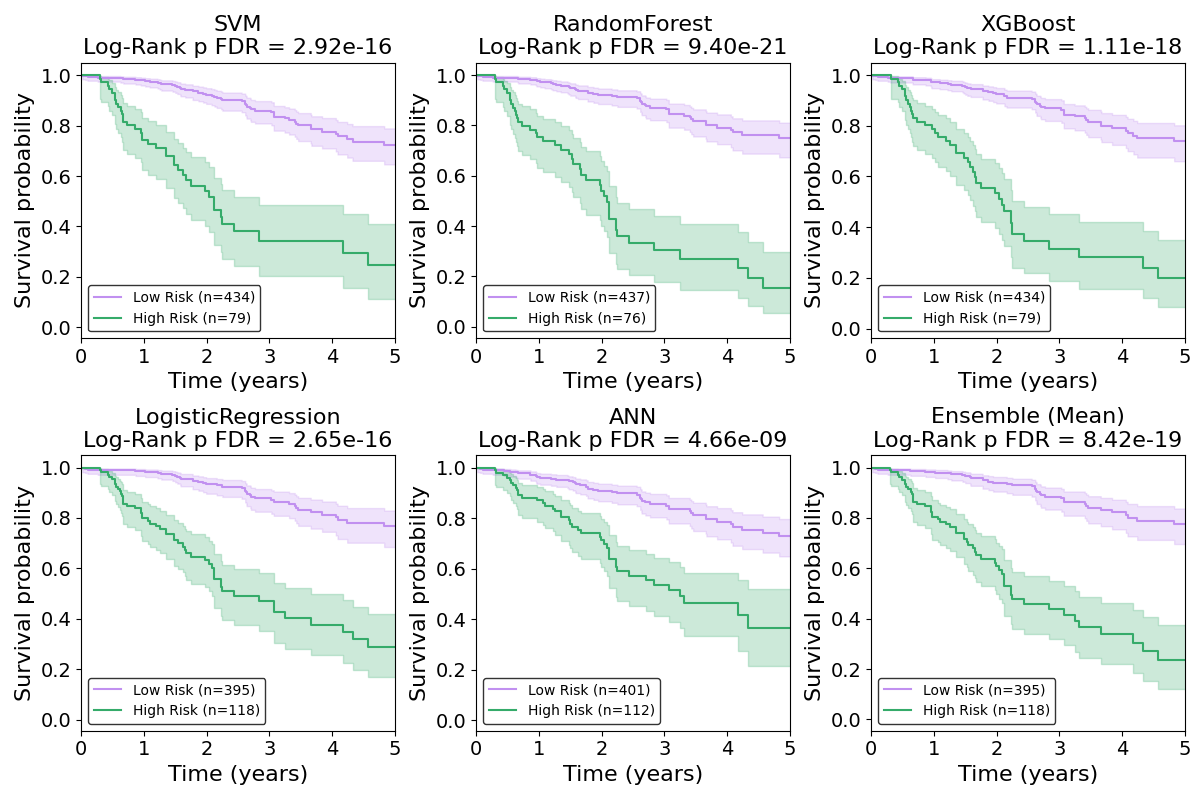 SVM
Log-Rank p FDR = 2.92e-16
1.0
0.8
0.6
0.4
0.2
0.0
Survival probability
Low Risk (n=434)
High Risk (n=79)
0 1 2 3 4 5
Time (years)
RandomForest
Log-Rank p FDR = 9.40e-21
1.0
0.8
0.6
0.4
0.2
0.0
Survival probability
Low Risk (n=437)
High Risk (n=76)
0 1 2 3 4 5
Time (years)
XGBoost
Log-Rank p FDR = 1.11e-18
1.0
0.8
0.6
0.4
0.2
0.0
Survival probability
Low Risk (n=434)
High Risk (n=79)
0 1 2 3 4 5
Time (years)
LogisticRegression
Log-Rank p FDR = 2.65e-16
1.0
0.8
0.6
0.4
0.2
0.0
Survival probability
Low Risk (n=395)
High Risk (n=118)
0 1 2 3 4 5
Time (years)
ANN
Log-Rank p FDR = 4.66e-09
1.0
0.8
0.6
0.4
0.2
0.0
Survival probability
Low Risk (n=401)
High Risk (n=112)
0 1 2 3 4 5
Time (years)
Ensemble (Mean)
Log-Rank p FDR = 8.42e-19
1.0
0.8
0.6
0.4
0.2
0.0
Survival probability
Low Risk (n=395)
High Risk (n=118)
0 1 2 3 4 5
Time (years)